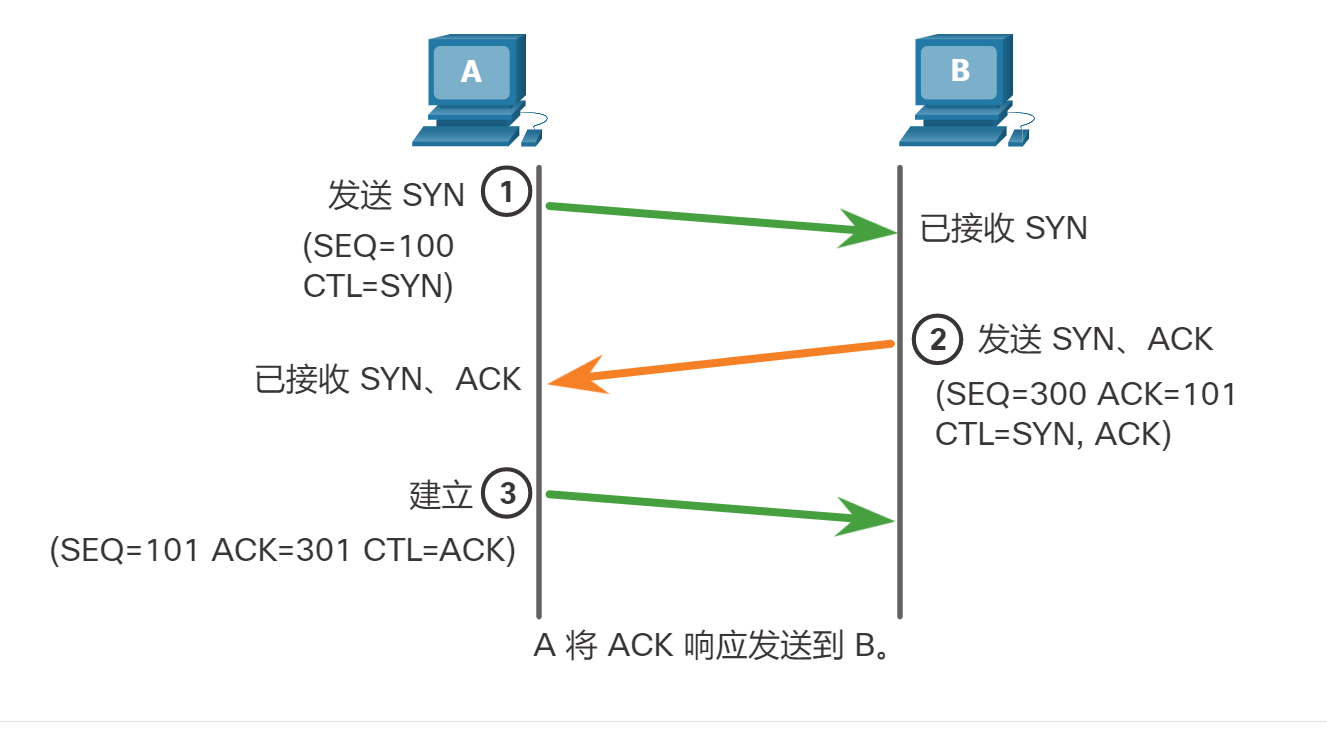 A
B
发送 SYN ①
(SEQ=100
CTL=SYN)
已接收 SYN
② 发送 SYN、ACK
(SEQ=300 ACK=101
CTL=SYN, ACK)
已接收 SYN、ACK
建立 ③
(SEQ=101 ACK=301 CTL=ACK)
A 将 ACK 响应发送到 B。